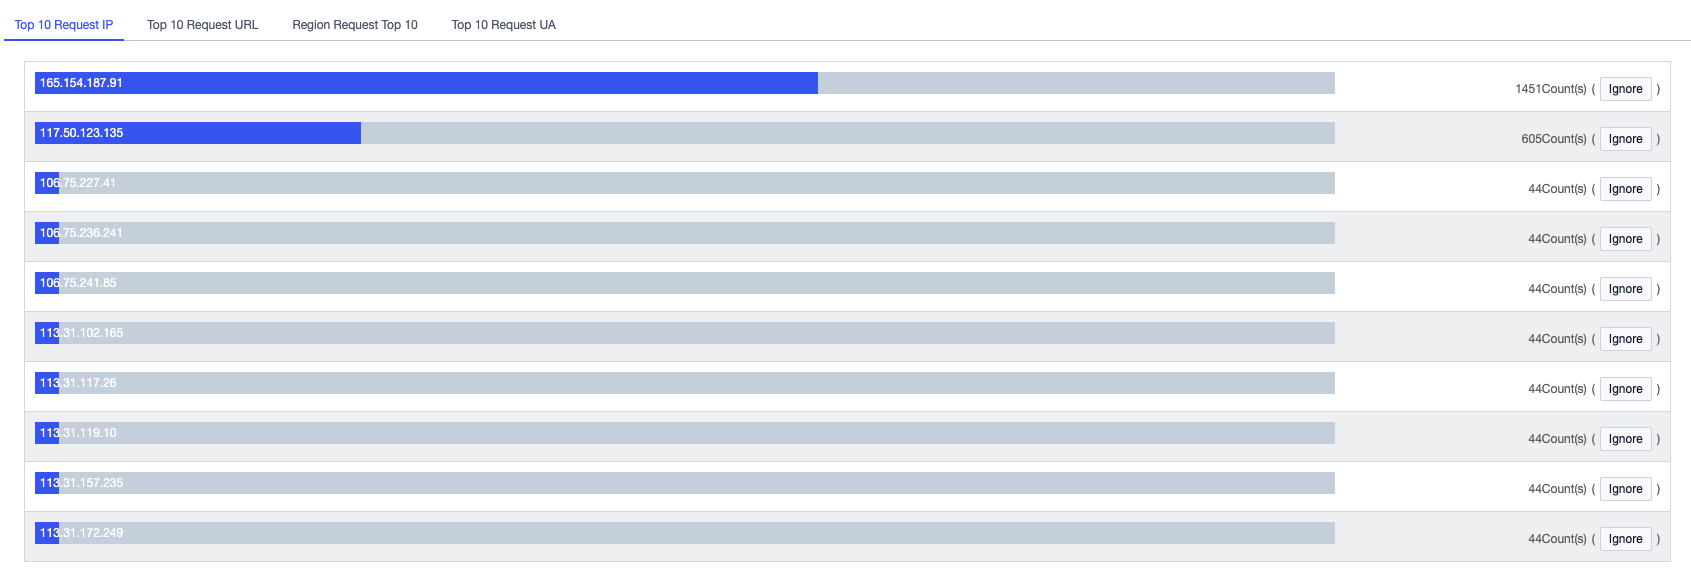 Top 10 Request IP Top 10 Request URL Region Request Top 10 Top 10 Request UA
165.154.187.91 1451Count(s) ( Ignore )
117.50.123.135 605Count(s) ( Ignore )
106.75.227.41 44Count(s) ( Ignore )
106.75.236.241 44Count(s) ( Ignore )
106.75.241.85 44Count(s) ( Ignore )
113.31.102.165 44Count(s) ( Ignore )
113.31.117.26 44Count(s) ( Ignore )
113.31.119.10 44Count(s) ( Ignore )
113.31.157.235 44Count(s) ( Ignore )
113.31.172.249 44Count(s) ( Ignore )